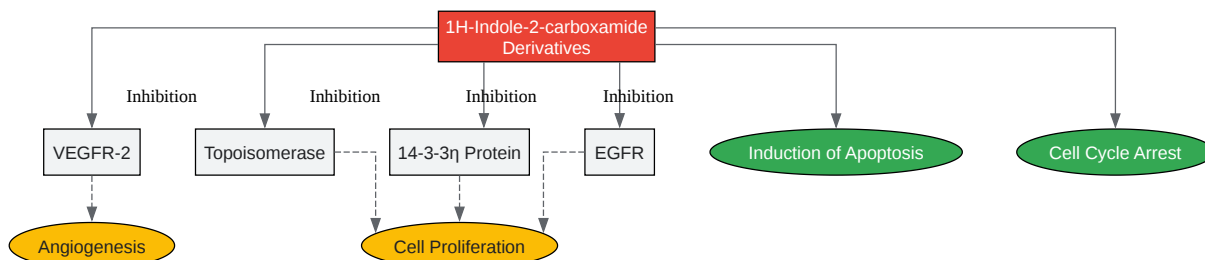 1H-Indole-2-carboxamide
Derivatives
Inhibition
Inhibition
Inhibition
Inhibition
VEGFR-2
Topoisomerase
14-3-3η Protein
EGFR
Induction of Apoptosis
Cell Cycle Arrest
Angiogenesis
Cell Proliferation